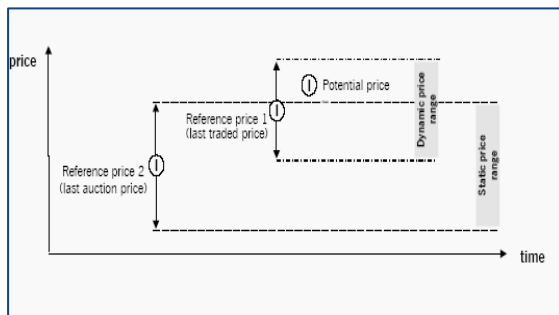 price
Potential price
Reference price 1
(last traded price)
Dynamic price
range
Reference price 2
(last auction price)
Static price
range
time